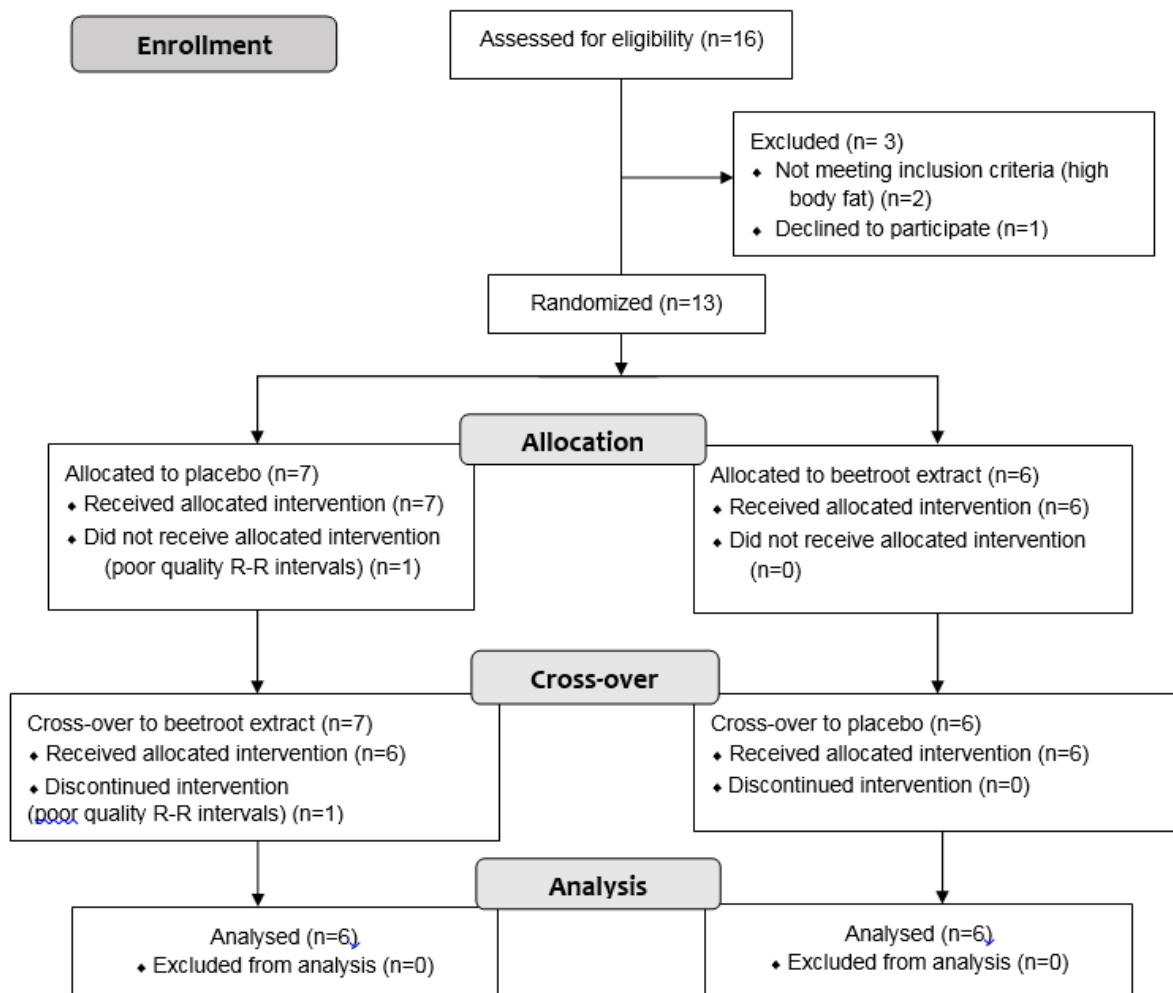 Enrollment
Assessed for eligibility (n=16)
Excluded (n= 3)
⬥ Not meeting inclusion criteria (high
body fat) (n=2)
⬥ Declined to participate (n=1)
Randomized (n=13)
Allocation
Allocated to placebo (n=7)
⬥ Received allocated intervention (n=7)
⬥ Did not receive allocated intervention
(poor quality R-R intervals) (n=1)
Allocated to beetroot extract (n=6)
⬥ Received allocated intervention (n=6)
⬥ Did not receive allocated intervention
(n=0)
Cross-over
Cross-over to beetroot extract (n=7)
⬥ Received allocated intervention (n=6)
⬥ Discontinued intervention
(poor quality R-R intervals) (n=1)
Cross-over to placebo (n=6)
⬥ Received allocated intervention (n=6)
⬥ Discontinued intervention (n=0)
Analysis
Analysed (n=6)
⬥ Excluded from analysis (n=0)
Analysed (n=6)
⬥ Excluded from analysis (n=0)